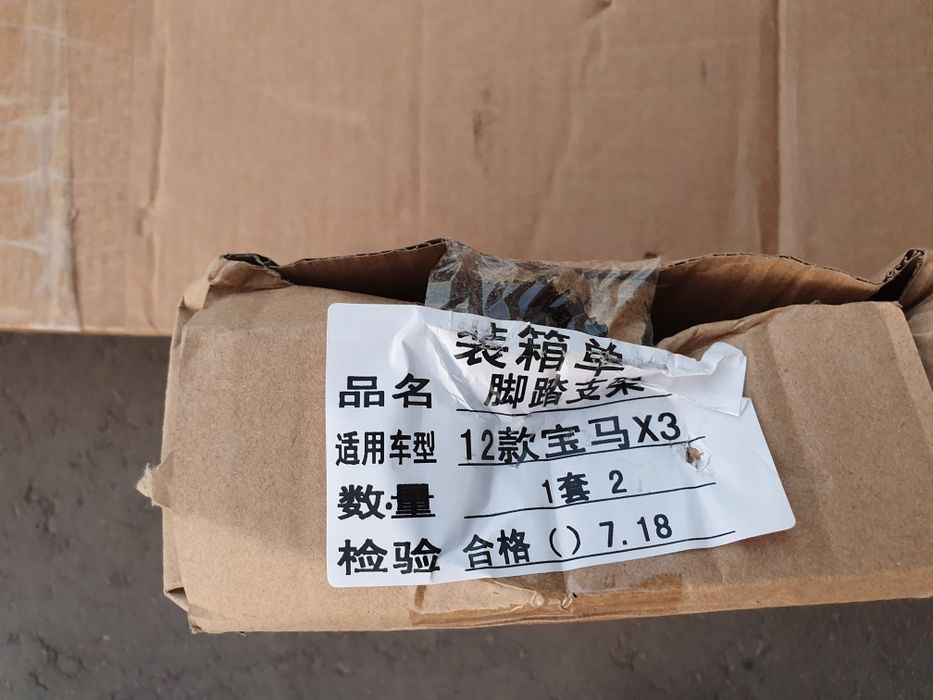 装箱单
品名 脚踏支架
适用车型 12款宝马X3
数量 1套 2
检验 合格() 7.18